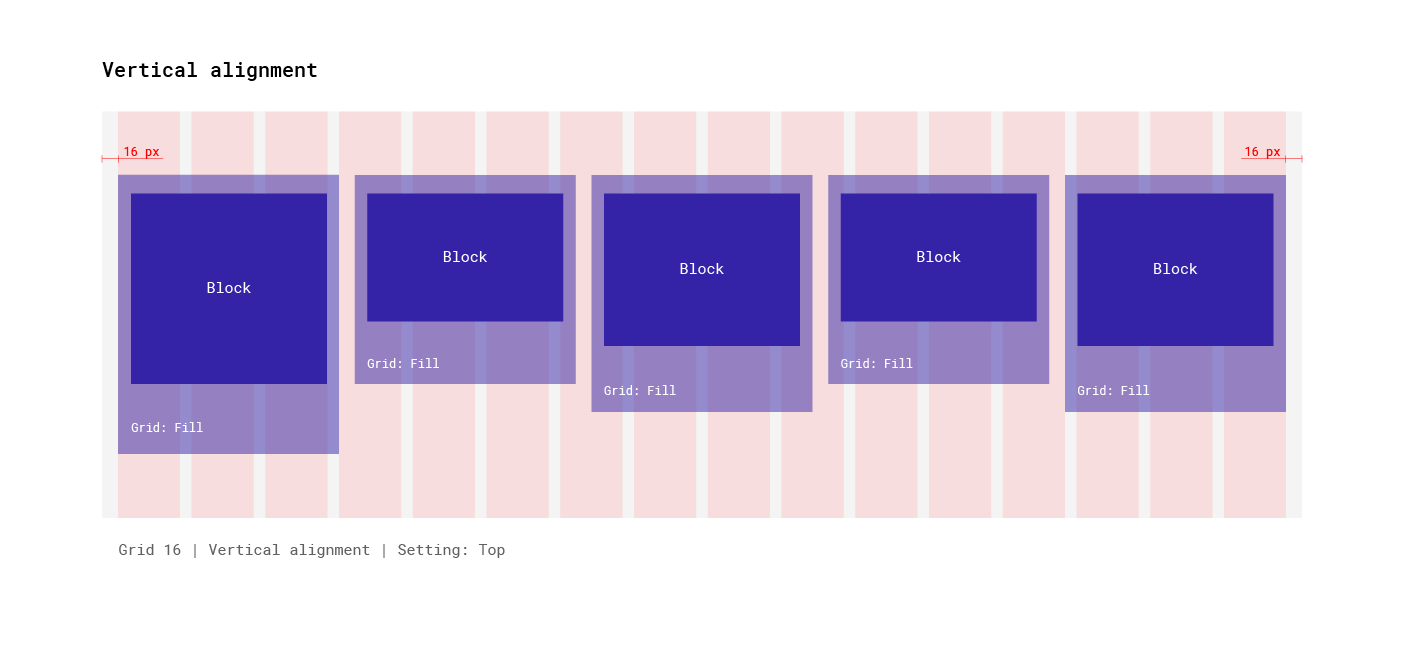 Vertical alignment
16 px
16 px
Block
Block
Block
Block
Block
Grid: Fill
Grid: Fill
Grid: Fill
Grid: Fill
Grid: Fill
Grid 16 | Vertical alignment | Setting: Top